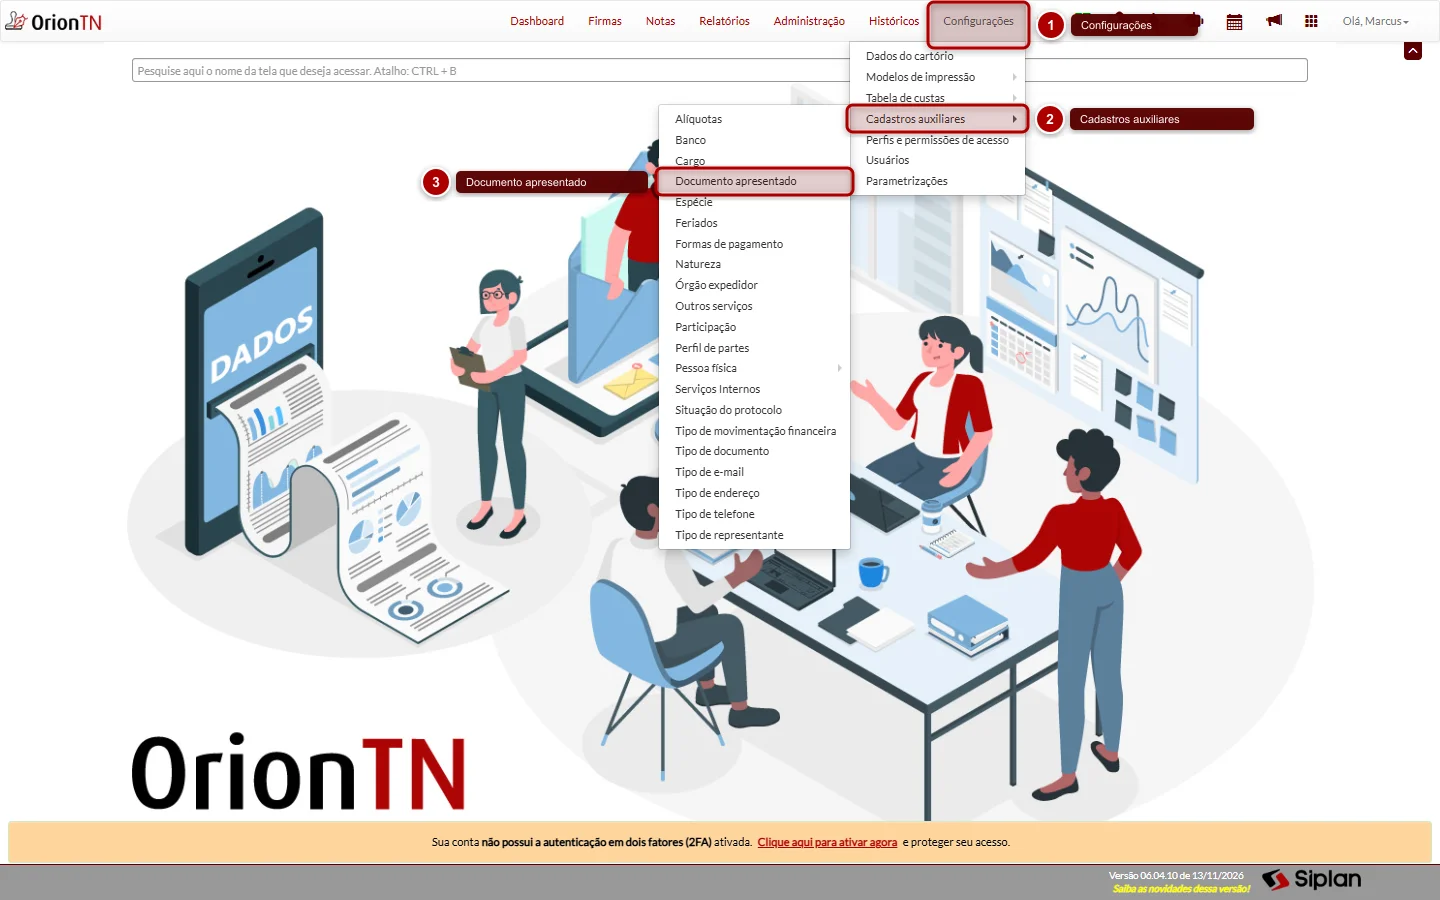 OrionTN
Dashboard
Firmas
Notas
Relatórios
Administração
Históricos
Configurações
1
Configurações
Olá, Marcus
Pesquise aqui o nome da tela que deseja acessar. Atalho: CTRL + B
Dados do cartório
Modelos de impressão
Tabela de custas
Cadastros auxiliares
2
Cadastros auxiliares
Perfis e permissões de acesso
Usuários
Parametrizações
Alíquotas
Banco
Cargo
3
Documento apresentado
Documento apresentado
Espécie
Feriados
Formas de pagamento
Natureza
Órgão expedidor
Outros serviços
Participação
Perfil de partes
Pessoa física
Serviços Internos
Situação do protocolo
Tipo de movimentação financeira
Tipo de documento
Tipo de e-mail
Tipo de endereço
Tipo de telefone
Tipo de representante
DADOS
OrionTN
Sua conta não possui a autenticação em dois fatores (2FA) ativada. Clique aqui para ativar agora e proteger seu acesso.
Versão 06.04.10 de 13/11/2026
Saiba as novidades dessa versão!
Siplan